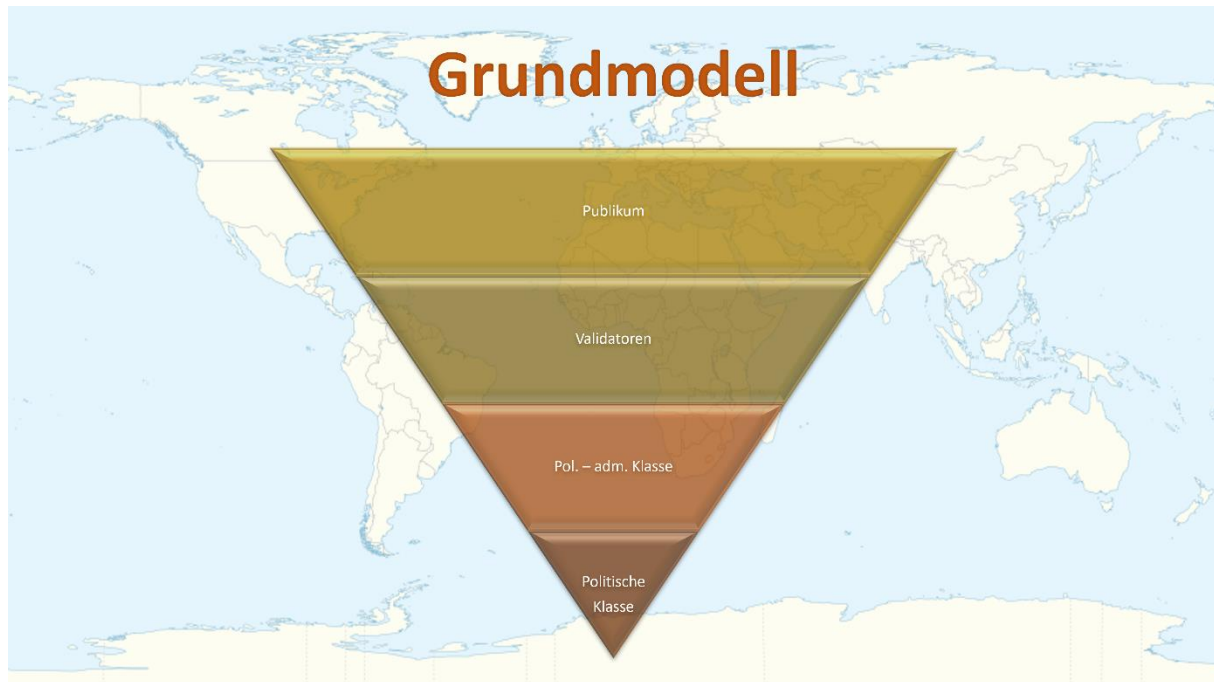 Grundmodell
Publikum
Validatoren
Pol. – adm. Klasse
Politische
Klasse